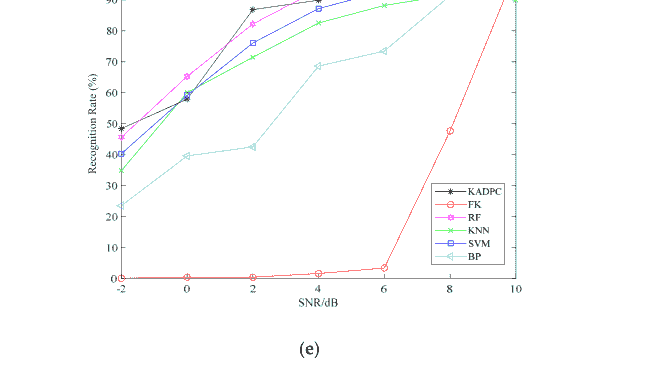 90
80
70
60
50
40
30
20
10
0
Recognition Rate (%)
KADPC
FK
RF
KNN
SVM
BP
-2 0 2 4 6 8 10
SNR/dB
(e)